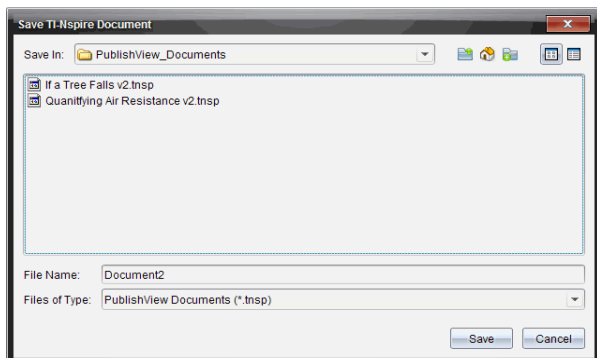 Save TI-Nspire Document
Save In: PublishView_Documents
If a Tree Falls v2.tnsp
Quanitfying Air Resistance v2.tnsp
File Name: Document2
Files of Type: PublishView Documents (*.tnsp)
Save Cancel